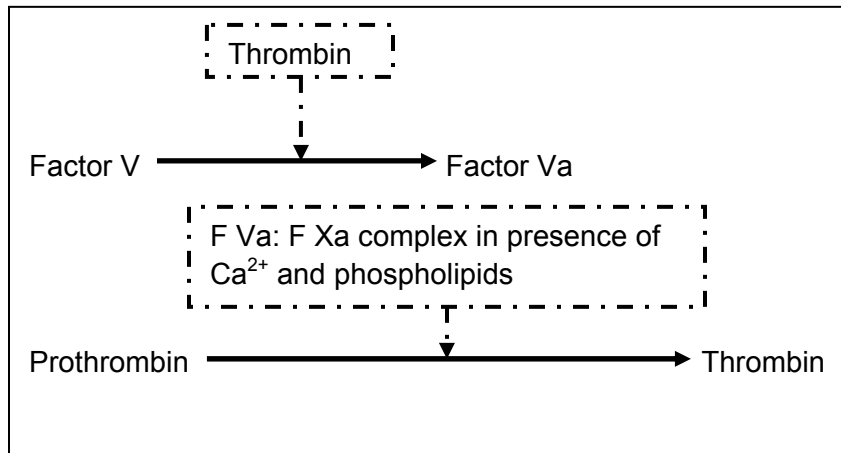 Thrombin
Factor V
Factor Va
F Va: F Xa complex in presence of
Ca²⁺ and phospholipids
Prothrombin
Thrombin